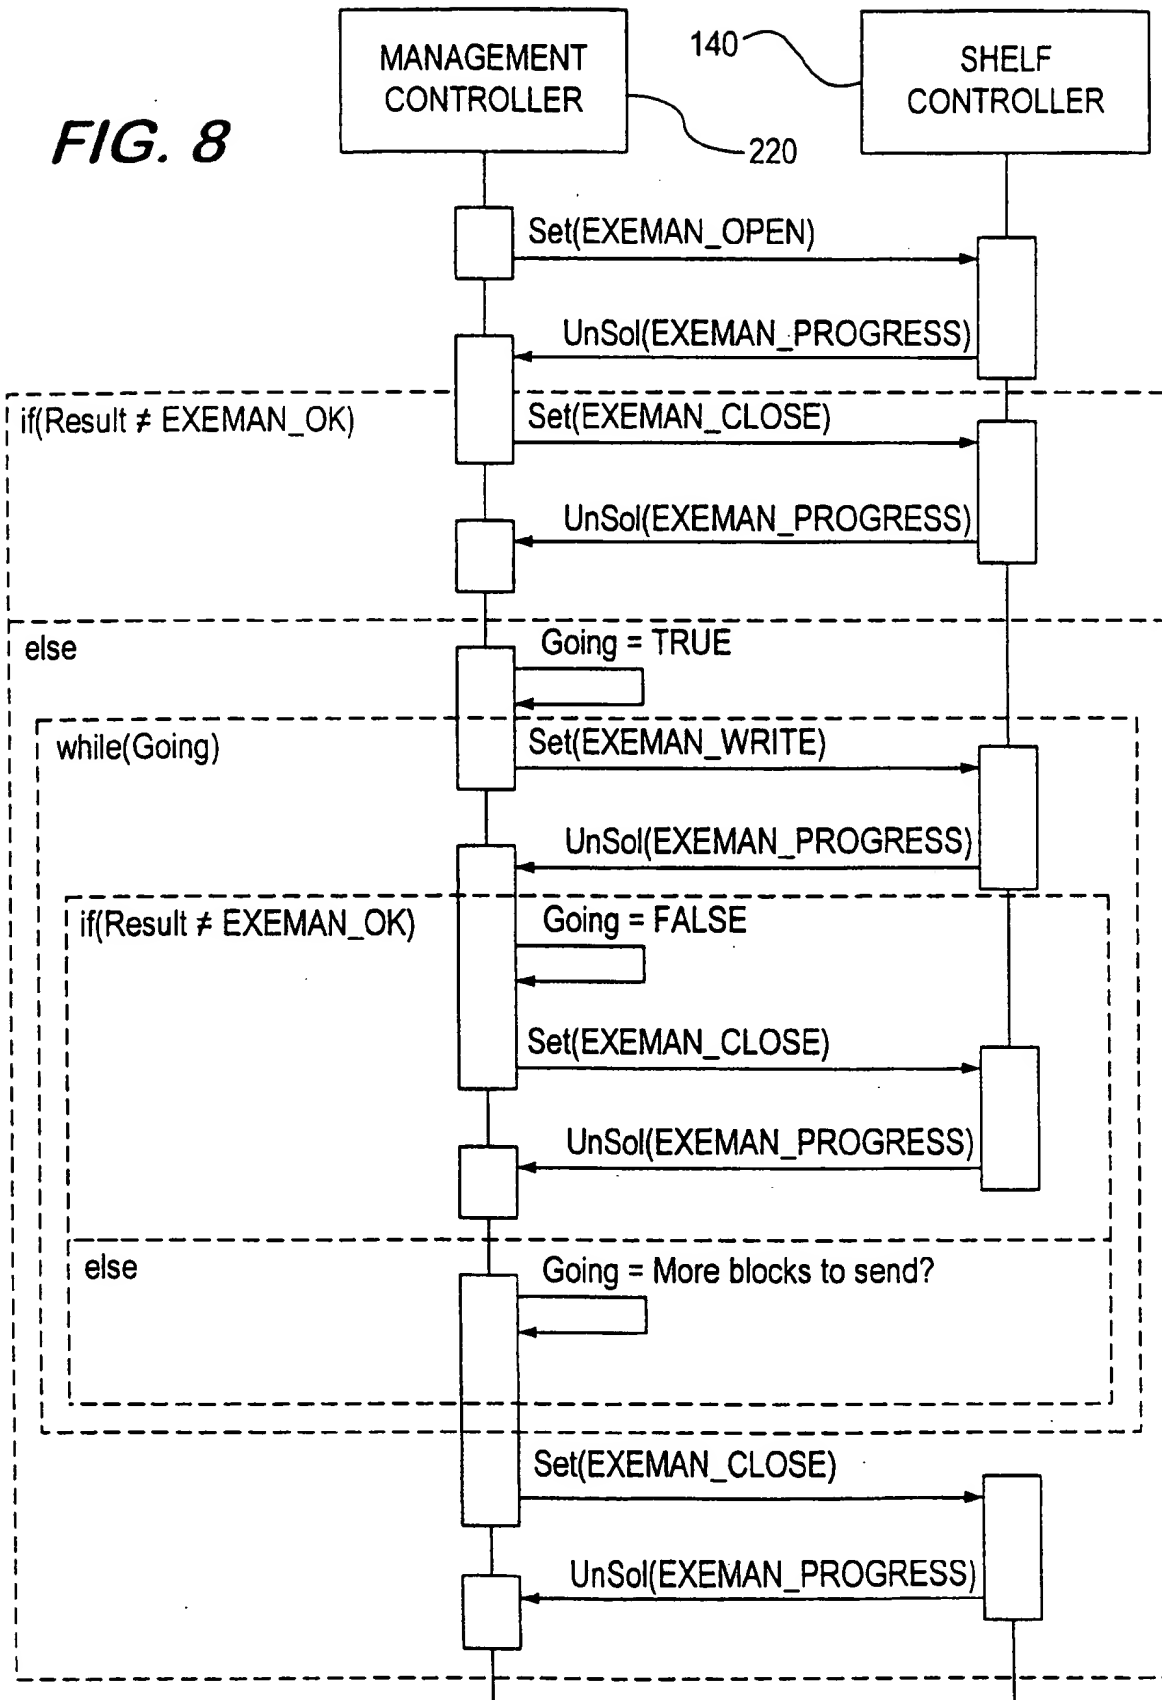 FIG. 8
MANAGEMENT
CONTROLLER
220
140
SHELF
CONTROLLER
Set(EXEMAN_OPEN)
UnSol(EXEMAN_PROGRESS)
if(Result ≠ EXEMAN_OK)
Set(EXEMAN_CLOSE)
UnSol(EXEMAN_PROGRESS)
else
Going = TRUE
while(Going)
Set(EXEMAN_WRITE)
UnSol(EXEMAN_PROGRESS)
if(Result ≠ EXEMAN_OK)
Going = FALSE
Set(EXEMAN_CLOSE)
UnSol(EXEMAN_PROGRESS)
else
Going = More blocks to send?
Set(EXEMAN_CLOSE)
UnSol(EXEMAN_PROGRESS)